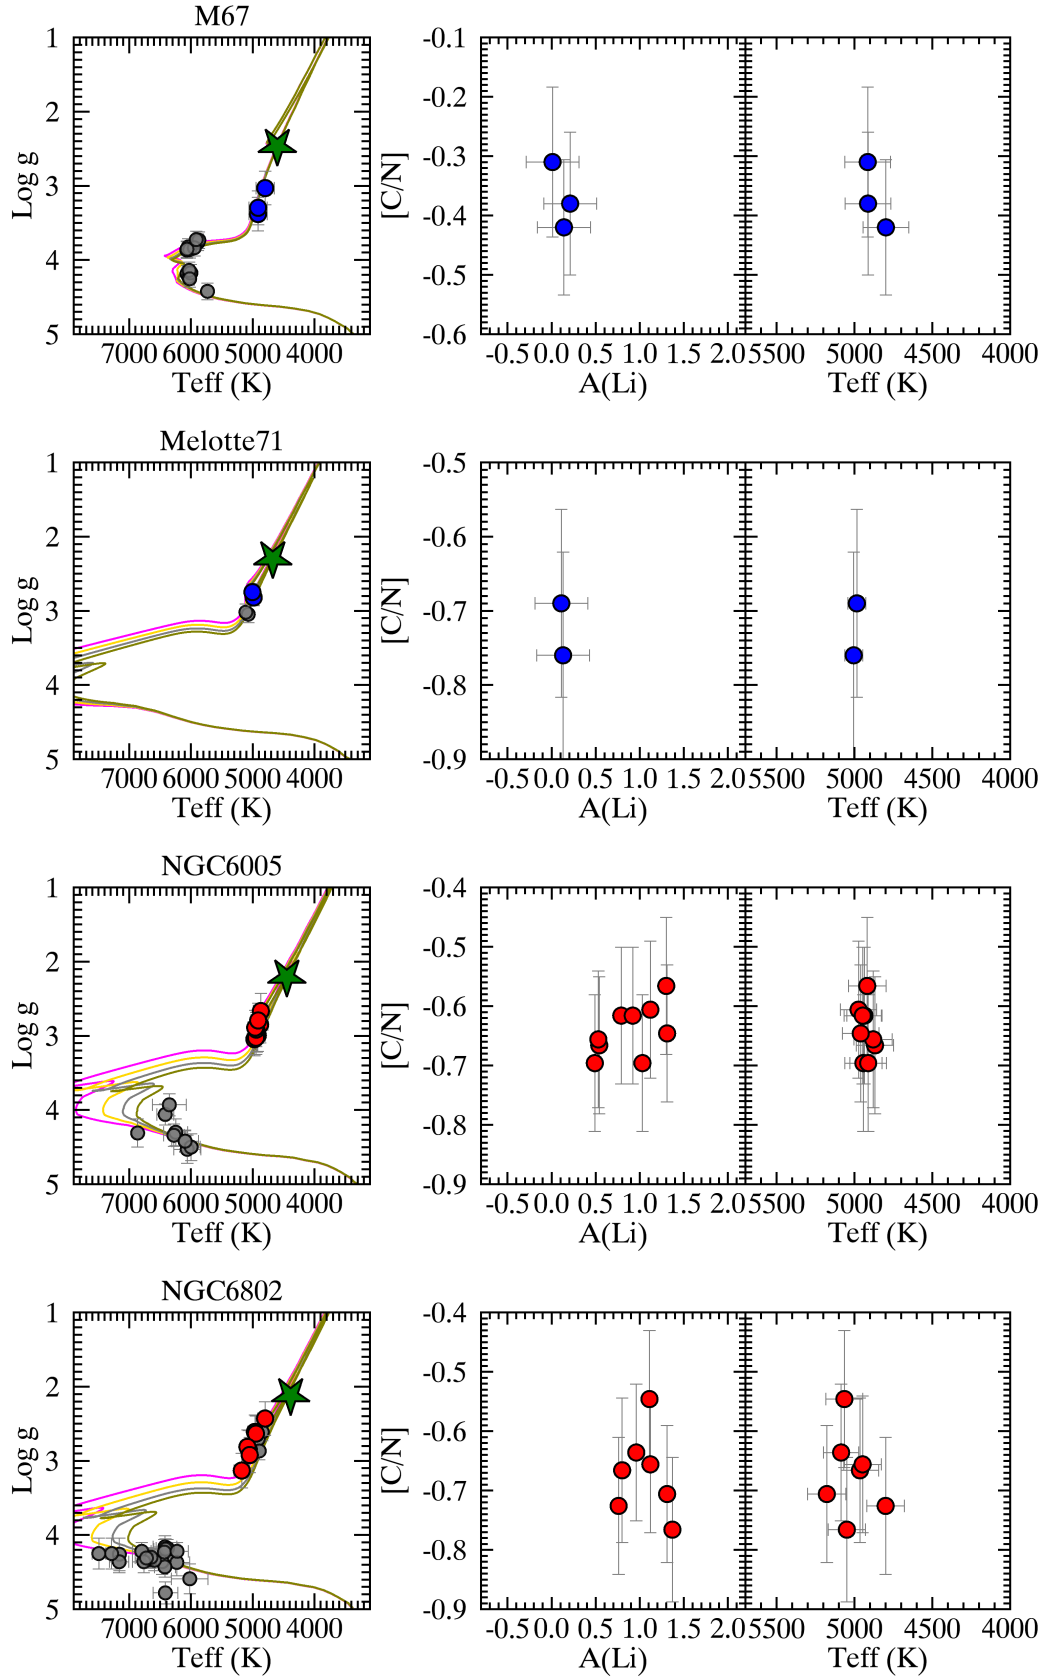 M67
1
2
3
4
5
Log g
7000 6000 5000 4000
Teff (K)
-0.1
-0.2
-0.3
-0.4
-0.5
-0.6
[C/N]
-0.5 0.0 0.5 1.0 1.5 2.0
A(Li)
5500 5000 4500 4000
Teff (K)
Melotte71
1
2
3
4
5
Log g
7000 6000 5000 4000
Teff (K)
-0.5
-0.6
-0.7
-0.8
-0.9
[C/N]
-0.5 0.0 0.5 1.0 1.5 2.0
A(Li)
5500 5000 4500 4000
Teff (K)
NGC6005
1
2
3
4
5
Log g
7000 6000 5000 4000
Teff (K)
-0.4
-0.5
-0.6
-0.7
-0.8
-0.9
[C/N]
-0.5 0.0 0.5 1.0 1.5 2.0
A(Li)
5500 5000 4500 4000
Teff (K)
NGC6802
1
2
3
4
5
Log g
7000 6000 5000 4000
Teff (K)
-0.4
-0.5
-0.6
-0.7
-0.8
-0.9
[C/N]
-0.5 0.0 0.5 1.0 1.5 2.0
A(Li)
5500 5000 4500 4000
Teff (K)